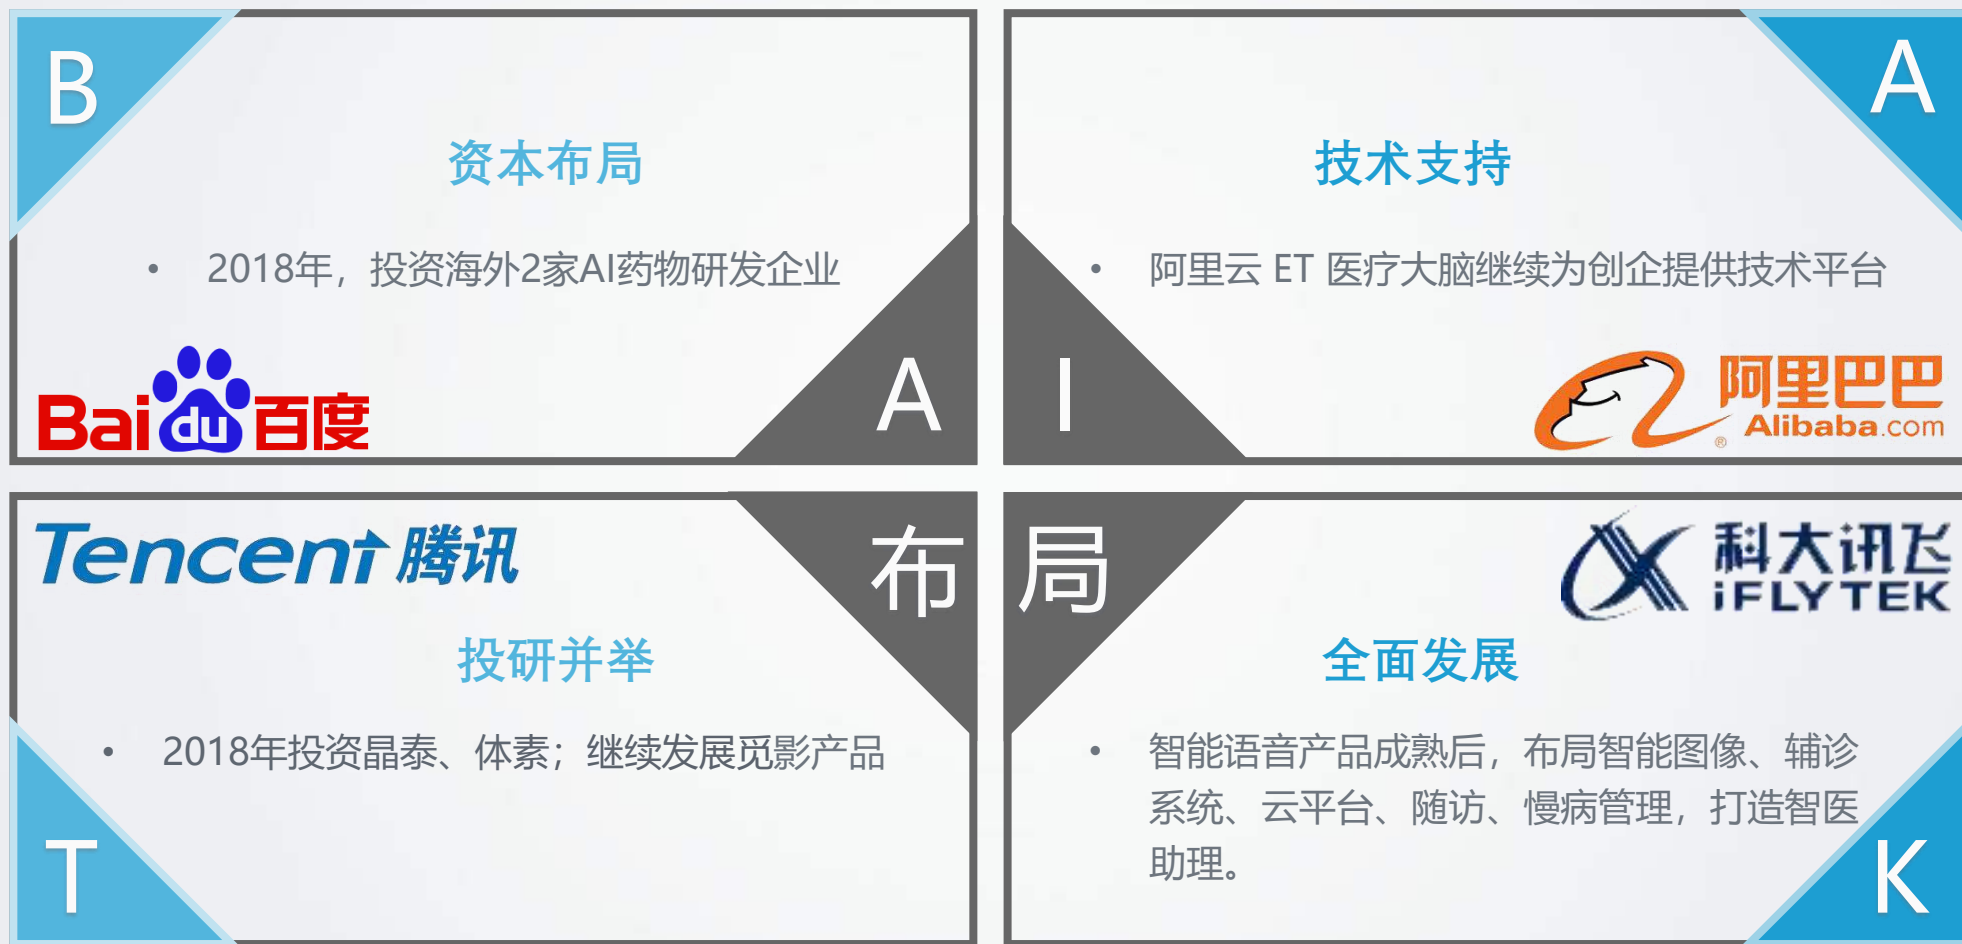 B
资本布局
• 2018年，投资海外2家AI药物研发企业
Baidu百度
A
A
技术支持
• 阿里云 ET 医疗大脑继续为创企提供技术平台
I
阿里巴巴
Alibaba.com
®
Tencent 腾讯
布
投研并举
• 2018年投资晶泰、体素；继续发展觅影产品
T
局
科大讯飞
iFLYTEK
全面发展
• 智能语音产品成熟后，布局智能图像、辅诊
系统、云平台、随访、慢病管理，打造智医
助理。
K